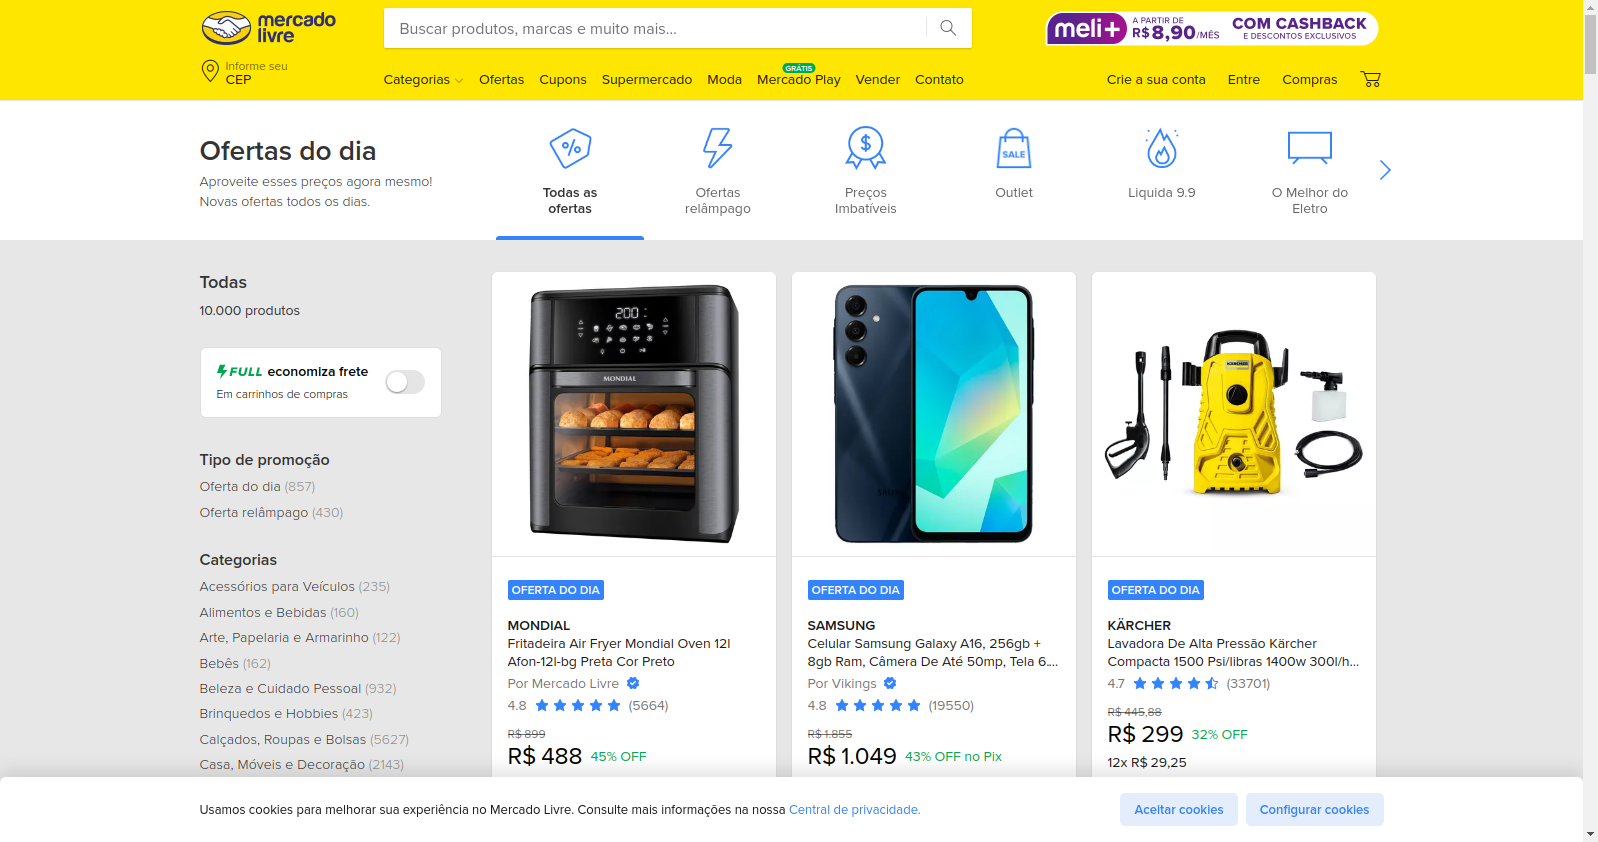 mercado
livre
Buscar produtos, marcas e muito mais...
meli+ A PARTIR DE R$8,90/MÊS COM CASHBACK E DESCONTOS EXCLUSIVOS
Informe seu
CEP
Categorias Ofertas Cupons Supermercado Moda Mercado Play GRÁTIS Vender Contato Crie a sua conta Entre Compras
Ofertas do dia
Aproveite esses preços agora mesmo!
Novas ofertas todos os dias.
Todas as
ofertas
Ofertas
relâmpago
Preços
Imbatíveis
SALE
Outlet
Liquida 9.9
O Melhor do
Eletro
Todas
10.000 produtos
FULL economiza frete
Em carrinhos de compras
Tipo de promoção
Oferta do dia (857)
Oferta relâmpago (430)
Categorias
Acessórios para Veículos (235)
Alimentos e Bebidas (160)
Arte, Papelaria e Armarinho (122)
Bebês (162)
Beleza e Cuidado Pessoal (932)
Brinquedos e Hobbies (423)
Calçados, Roupas e Bolsas (5627)
Casa, Móveis e Decoração (2143)
200
MONDIAL
OFERTA DO DIA
MONDIAL
Fritadeira Air Fryer Mondial Oven 12l
Afon-12l-bg Preta Cor Preto
Por Mercado Livre
4.8 (5664)
R$ 899
R$ 488 45% OFF
SAMSUNG
OFERTA DO DIA
SAMSUNG
Celular Samsung Galaxy A16, 256gb +
8gb Ram, Câmera De Até 50mp, Tela 6....
Por Vikings
4.8 (19550)
R$ 1.855
R$ 1.049 43% OFF no Pix
KÄRCHER
OFERTA DO DIA
KÄRCHER
Lavadora De Alta Pressão Kärcher
Compacta 1500 Psi/libras 1400w 300l/h...
4.7 (33701)
R$ 445,88
R$ 299 32% OFF
12x R$ 29,25
Usamos cookies para melhorar sua experiência no Mercado Livre. Consulte mais informações na nossa Central de privacidade.
Aceitar cookies
Configurar cookies